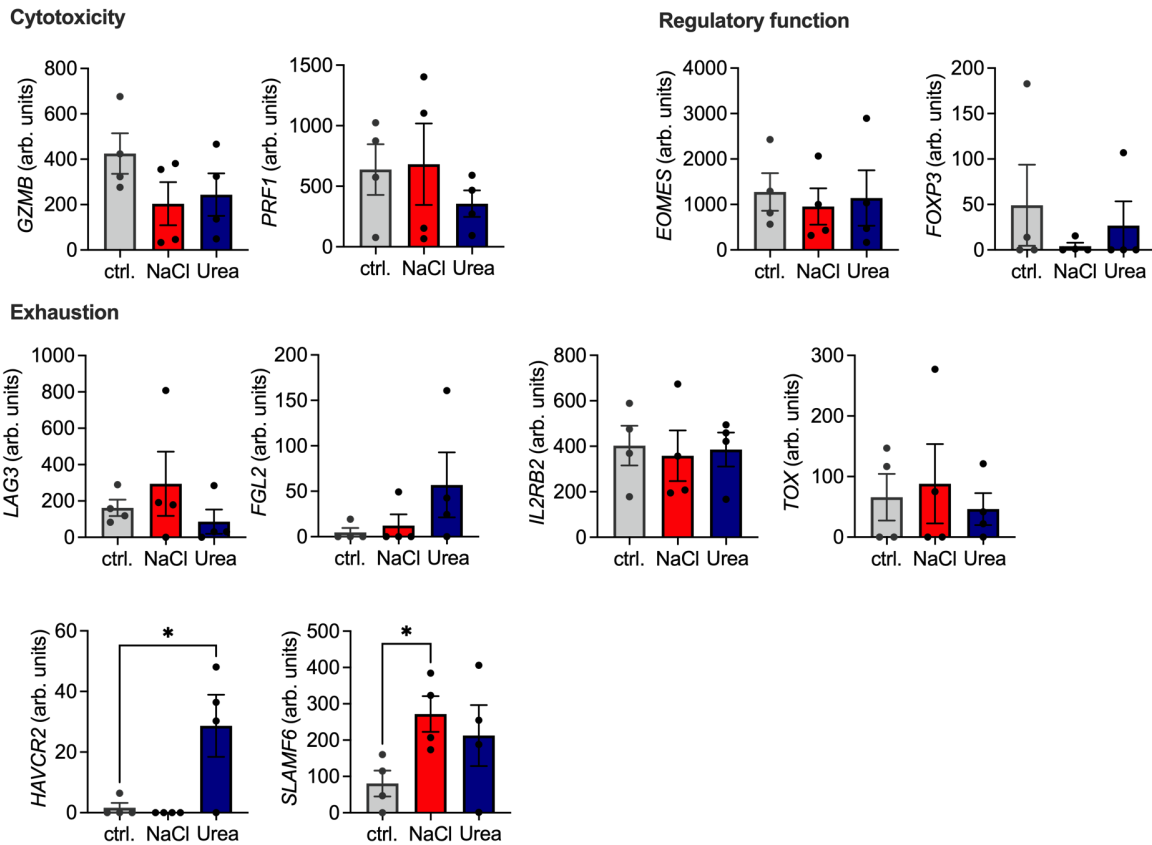 Cytotoxicity
Regulatory function
GZMB (arb. units)
800
600
400
200
0
ctrl. NaCl Urea
PRF1 (arb. units)
1500
1000
500
0
ctrl. NaCl Urea
EOMES (arb. units)
4000
3000
2000
1000
0
ctrl. NaCl Urea
FOXP3 (arb. units)
200
150
100
50
0
ctrl. NaCl Urea
Exhaustion
LAG3 (arb. units)
1000
800
600
400
200
0
ctrl. NaCl Urea
FGL2 (arb. units)
200
150
100
50
0
ctrl. NaCl Urea
IL2RB2 (arb. units)
800
600
400
200
0
ctrl. NaCl Urea
TOX (arb. units)
300
200
100
0
ctrl. NaCl Urea
HAVCR2 (arb. units)
60
40
20
0
*
ctrl. NaCl Urea
SLAMF6 (arb. units)
500
400
300
200
100
0
*
ctrl. NaCl Urea